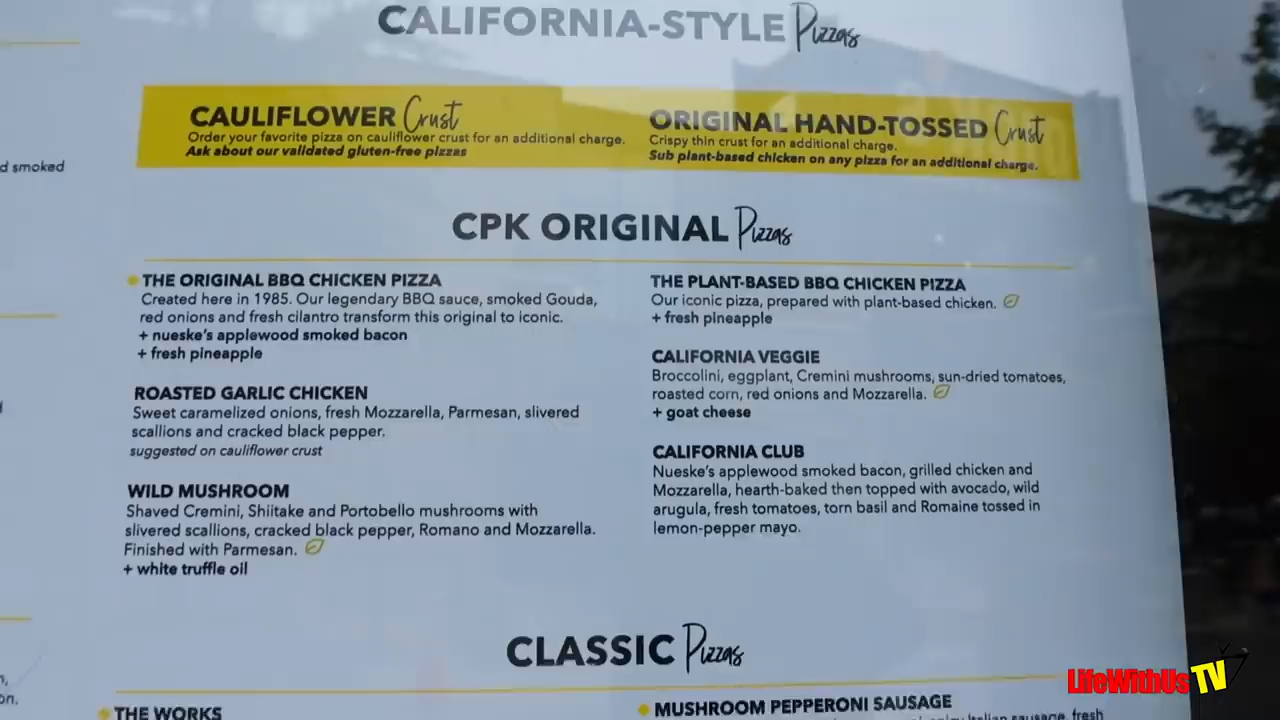 CALIFORNIA-STYLE Pizzas
d smoked
CAULIFLOWER Crust
Order your favorite pizza on cauliflower crust for an additional charge.
Ask about our validated gluten-free pizzas
ORIGINAL HAND-TOSSED Crust
Crispy thin crust for an additional charge.
Sub plant-based chicken on any pizza for an additional charge.
CPK ORIGINAL Pizzas
THE ORIGINAL BBQ CHICKEN PIZZA
Created here in 1985. Our legendary BBQ sauce, smoked Gouda,
red onions and fresh cilantro transform this original to iconic.
+ nueske's applewood smoked bacon
+ fresh pineapple
ROASTED GARLIC CHICKEN
Sweet caramelized onions, fresh Mozzarella, Parmesan, slivered
scallions and cracked black pepper.
suggested on cauliflower crust
WILD MUSHROOM
Shaved Cremini, Shiitake and Portobello mushrooms with
slivered scallions, cracked black pepper, Romano and Mozzarella.
Finished with Parmesan.
+ white truffle oil
THE PLANT-BASED BBQ CHICKEN PIZZA
Our iconic pizza, prepared with plant-based chicken.
+ fresh pineapple
CALIFORNIA VEGGIE
Broccolini, eggplant, Cremini mushrooms, sun-dried tomatoes,
roasted corn, red onions and Mozzarella.
+ goat cheese
CALIFORNIA CLUB
Nueske's applewood smoked bacon, grilled chicken and
Mozzarella, hearth-baked then topped with avocado, wild
arugula, fresh tomatoes, torn basil and Romaine tossed in
lemon-pepper mayo.
CLASSIC Pizzas
THE WORKS
MUSHROOM PEPPERONI SAUSAGE
Italian sausage, fresh
LifeWithUsTV